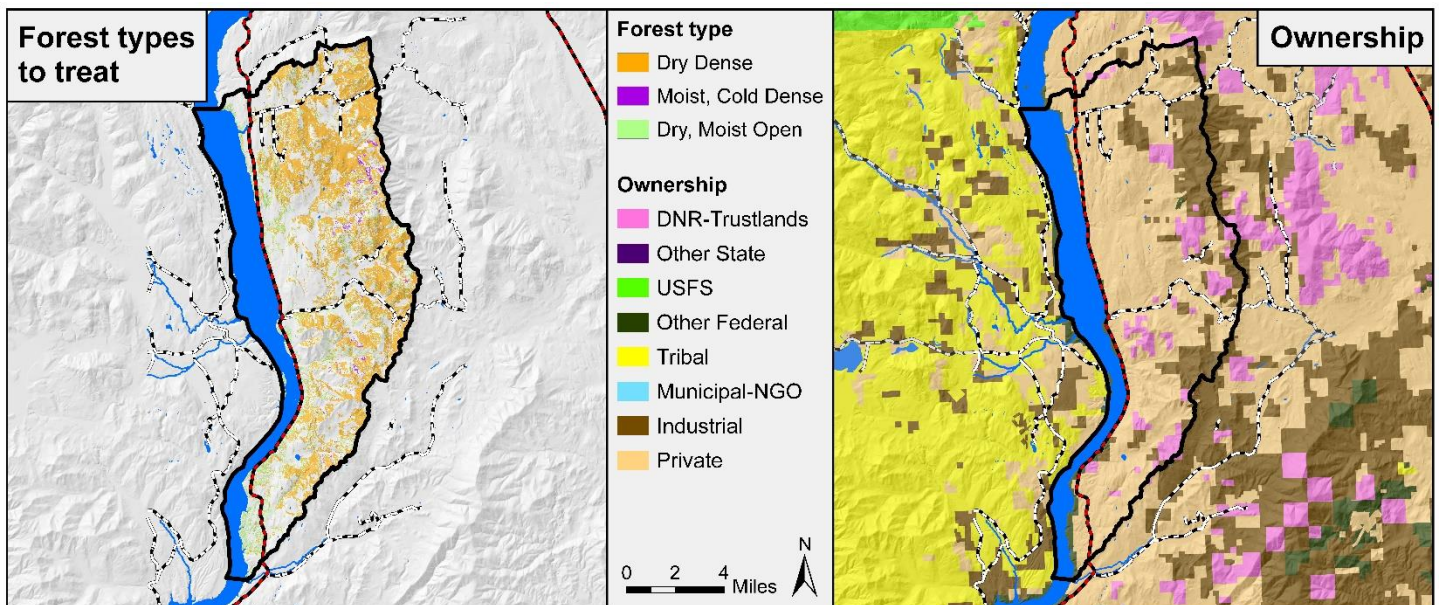 Forest types
to treat
Forest type
Dry Dense
Moist, Cold Dense
Dry, Moist Open
Ownership
DNR-Trustlands
Other State
USFS
Other Federal
Tribal
Municipal-NGO
Industrial
Private
N
0 2 4
Miles
Ownership